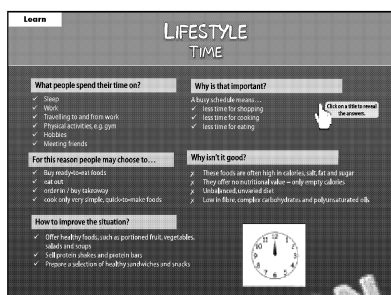 Learn
LIFESTYLE
TIME
What people spend their time on?
✓ Sleep
✓ Work
✓ Travelling to and from work
✓ Physical activities, e.g. gym
✓ Hobbies
✓ Meeting friends
Why is that important?
A busy schedule means…
✓ less time for shopping
✓ less time for cooking
✓ less time for eating
Click on a title to reveal
the answers.
For this reason people may choose to…
✓ Buy ready-to-eat foods
✓ eat out
✓ order in / buy takeaway
✓ cook only very simple, quick-to-make foods
Why isn't it good?
✗ These foods are often high in calories, salt, fat and sugar
✗ They offer no nutritional value – only empty calories
✗ Unbalanced, unvaried diet
✗ Low in fibre, complex carbohydrates and polyunsaturated oils
How to improve the situation?
✓ Offer healthy foods, such as portioned fruit, vegetables,
salads and soups
✓ Sell protein shakes and protein bars
✓ Prepare a selection of healthy sandwiches and snacks